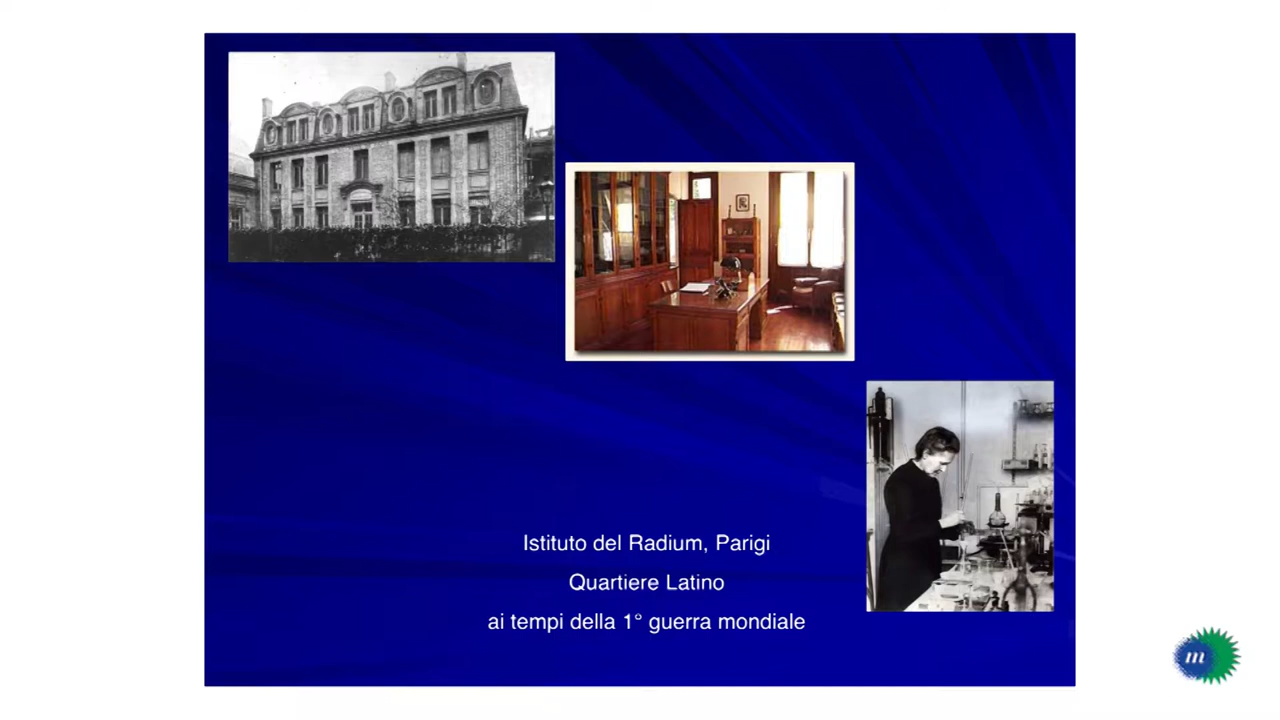 Istituto del Radium, Parigi
Quartiere Latino
ai tempi della 1° guerra mondiale
m